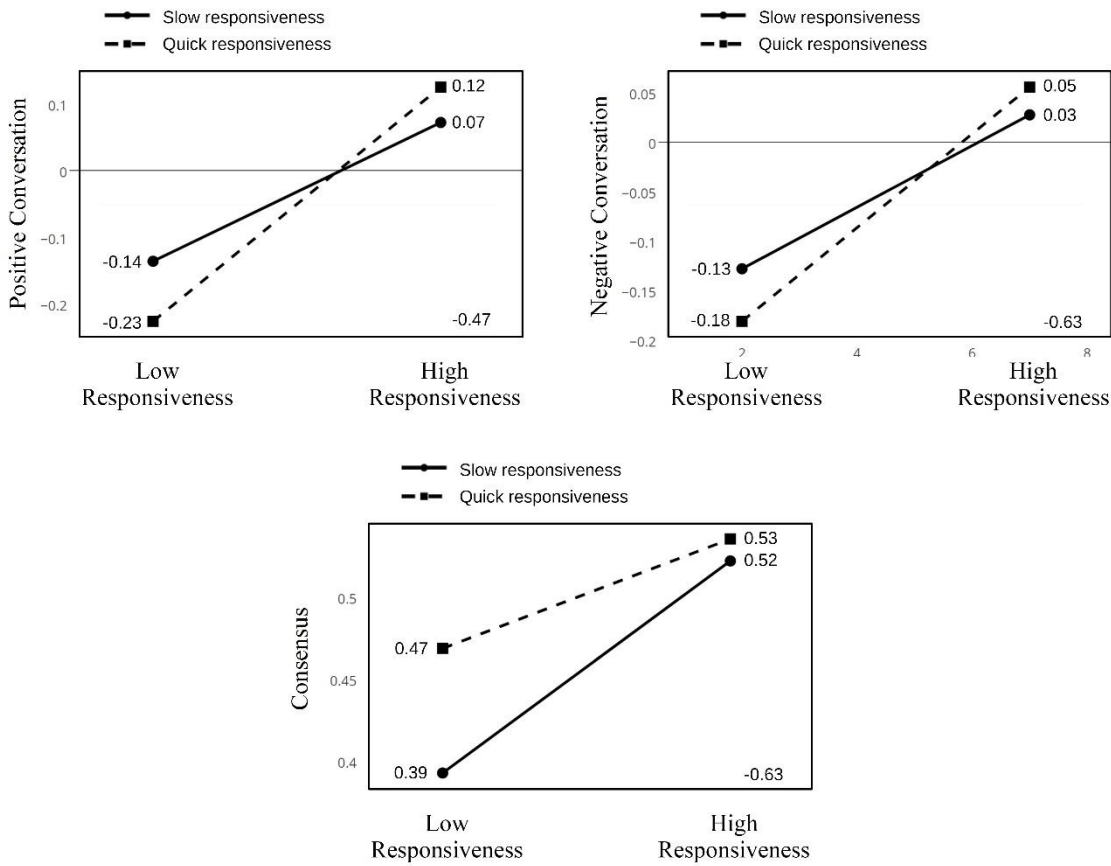 Slow responsiveness
Quick responsiveness
Positive Conversation
0.1
0
−0.1
−0.2
0.12
0.07
-0.14
-0.23
-0.47
Low
Responsiveness
High
Responsiveness
Slow responsiveness
Quick responsiveness
Negative Conversation
0.05
0
−0.05
−0.1
−0.15
−0.2
0.05
0.03
-0.13
-0.18
-0.63
2
4
6
8
Low
Responsiveness
High
Responsiveness
Slow responsiveness
Quick responsiveness
Consensus
0.5
0.45
0.4
0.53
0.52
0.47
0.39
-0.63
Low
Responsiveness
High
Responsiveness